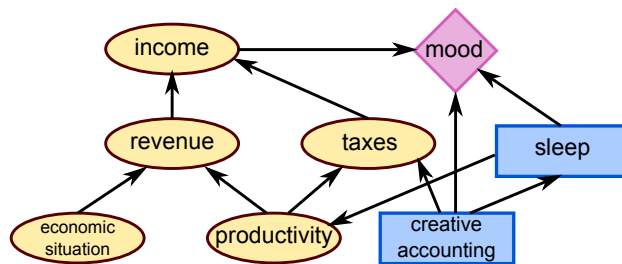 income
mood
revenue
taxes
sleep
economic
situation
productivity
creative
accounting